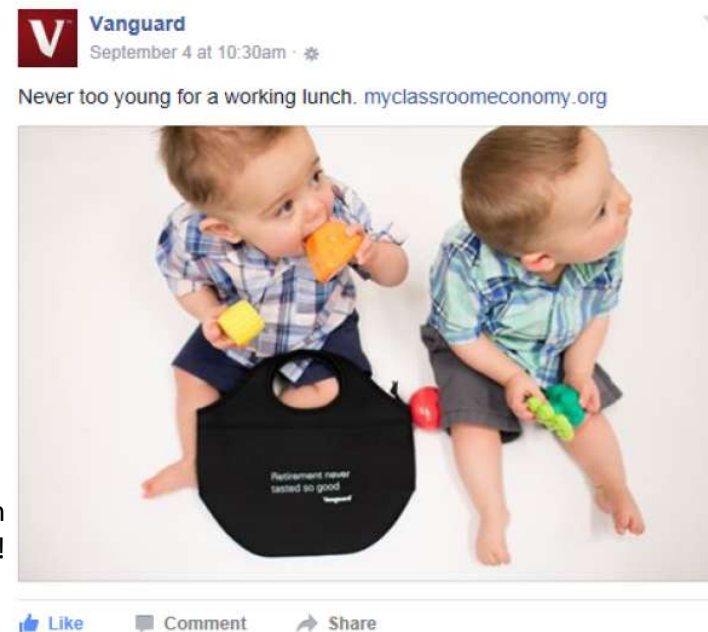 V
Vanguard
September 4 at 10:30am
Never too young for a working lunch. myclassroomeconomy.org
Retirement never
tasted so good
Vanguard
n
!
Like Comment Share